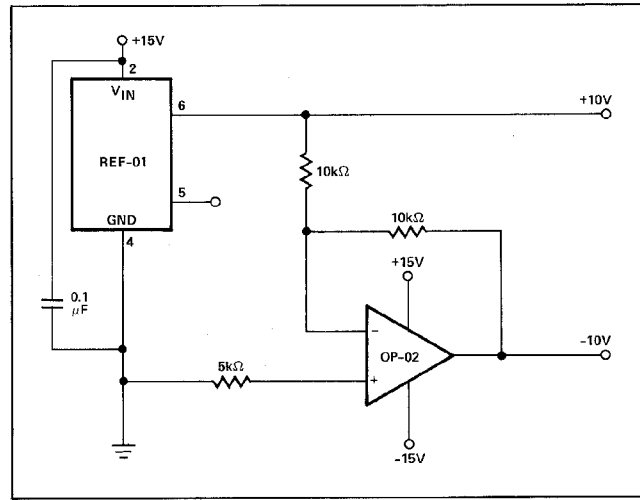 +15V
2
V_IN
6
+10V
REF-01
10kΩ
5
10kΩ
GND
4
+15V
0.1
μF
−
OP-02
−10V
5kΩ
+
−15V